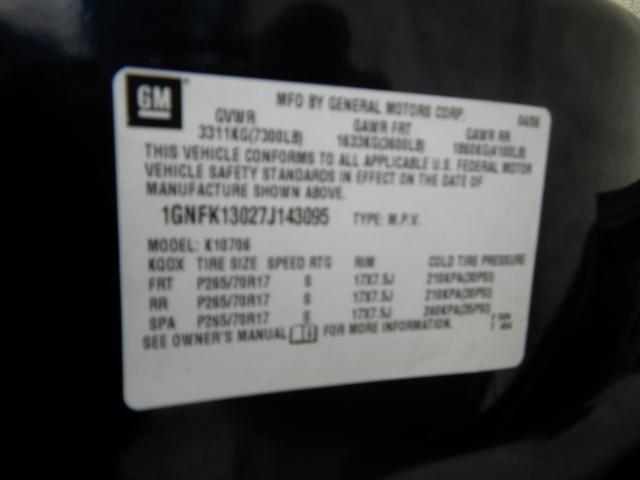 GM
MFD BY GENERAL MOTORS CORP. 04/06
GVWR GAWR FRT GAWR RR
3311KG(7300LB) 1633KG(3600LB) 1860KG(4100LB)
THIS VEHICLE CONFORMS TO ALL APPLICABLE U.S. FEDERAL MOTOR
VEHICLE SAFETY STANDARDS IN EFFECT ON THE DATE OF
MANUFACTURE SHOWN ABOVE.
1GNFK13027J143095 TYPE: M.P.V.
MODEL: K10706
KQDX TIRE SIZE SPEED RTG RIM COLD TIRE PRESSURE
FRT P265/70R17 S 17X7.5J 210KPA(30PSI)
RR P265/70R17 S 17X7.5J 210KPA(30PSI)
SPA P265/70R17 S 17X7.5J 240KPA(35PSI)
SEE OWNER'S MANUAL FOR MORE INFORMATION.